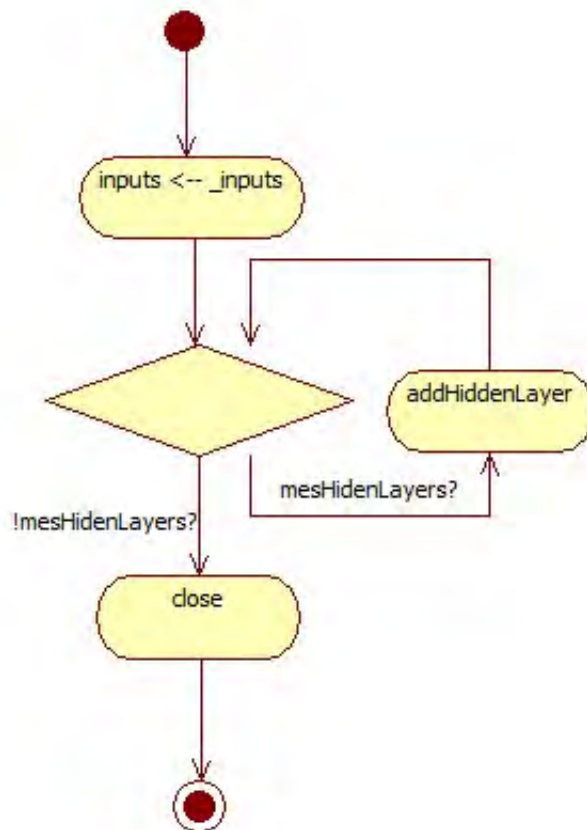 inputs <-- _inputs
addHiddenLayer
mesHidenLayers?
!mesHidenLayers?
close